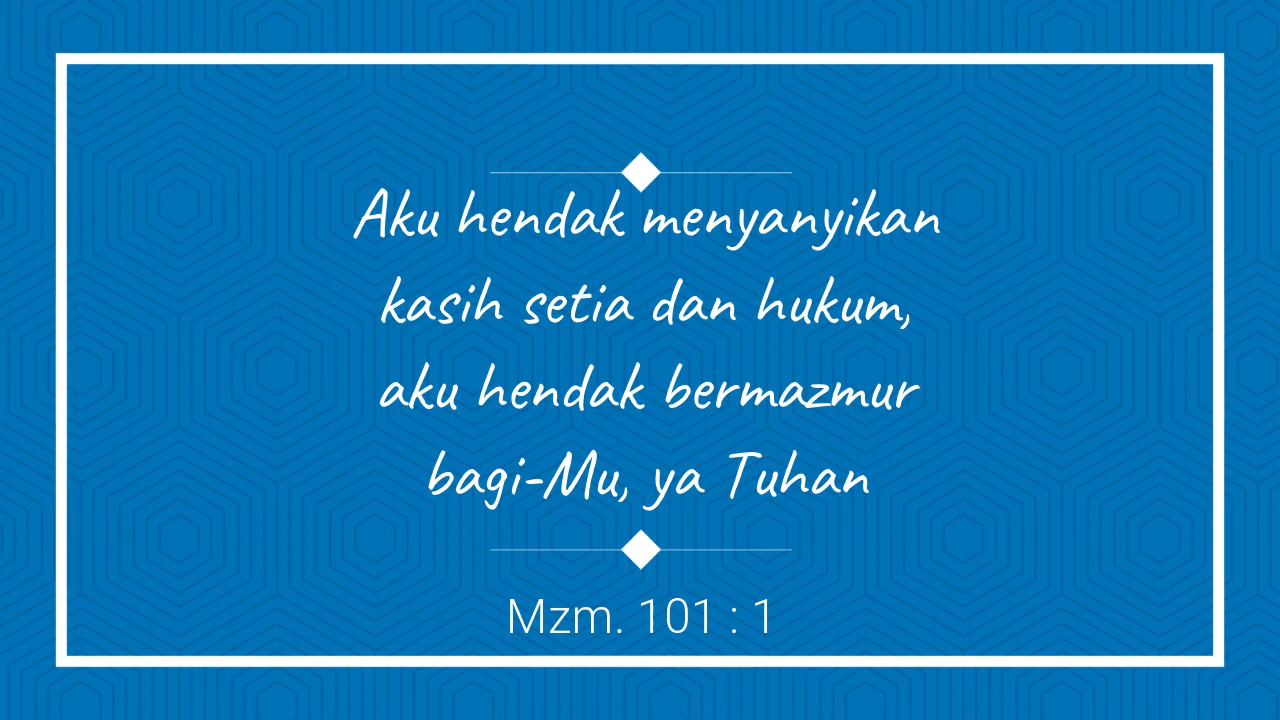 Aku hendak menyanyikan
kasih setia dan hukum,
aku hendak bermazmur
bagi-Mu, ya Tuhan
Mzm. 101 : 1